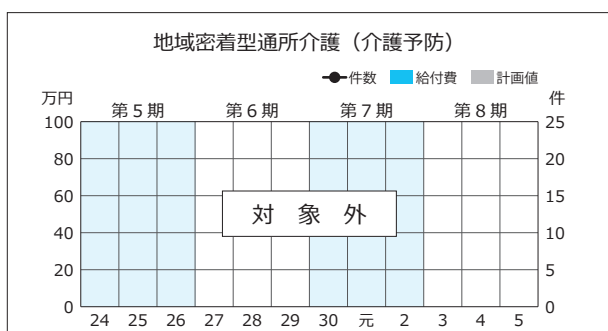 地域密着型通所介護（介護予防）
件数 給付費 計画値
万円 第５期 第６期 第７期 第８期 件
100 25
80 20
60 15
対 象 外
40 10
20 5
0 0
24 25 26 27 28 29 30 元 2 3 4 5